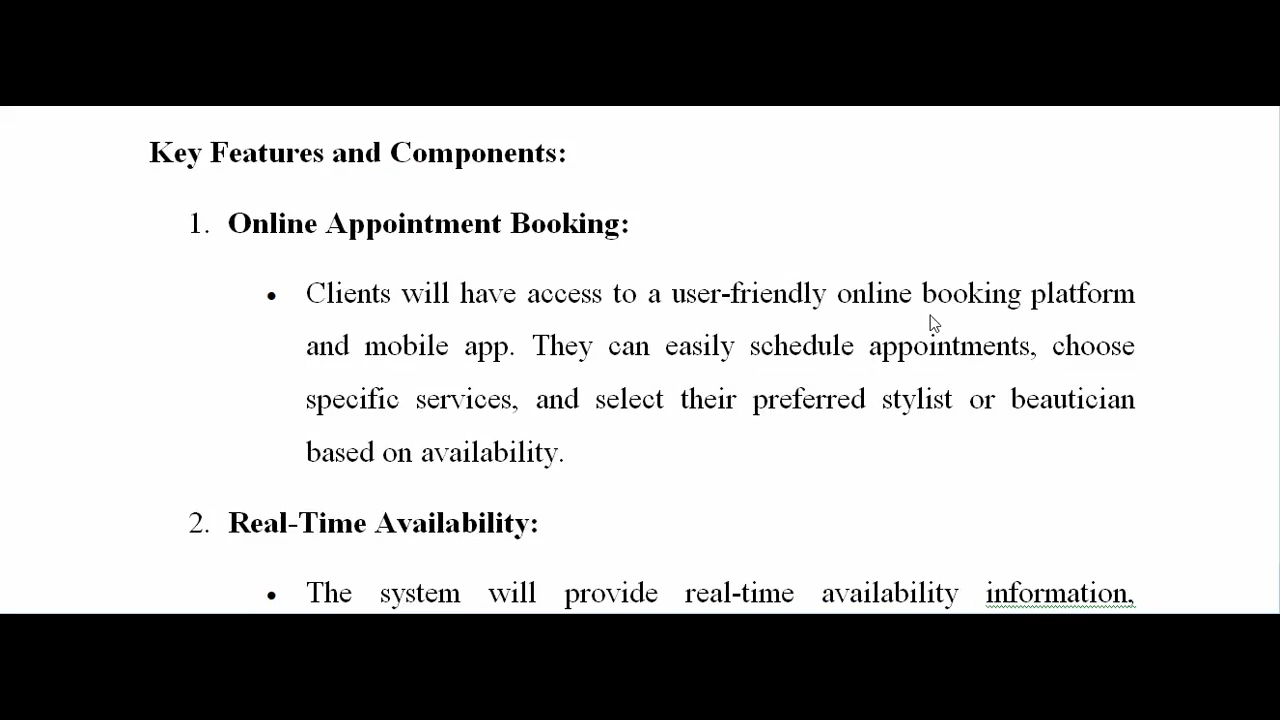 Key Features and Components:
1. Online Appointment Booking:
• Clients will have access to a user-friendly online booking platform
and mobile app. They can easily schedule appointments, choose
specific services, and select their preferred stylist or beautician
based on availability.
2. Real-Time Availability:
• The system will provide real-time availability information,